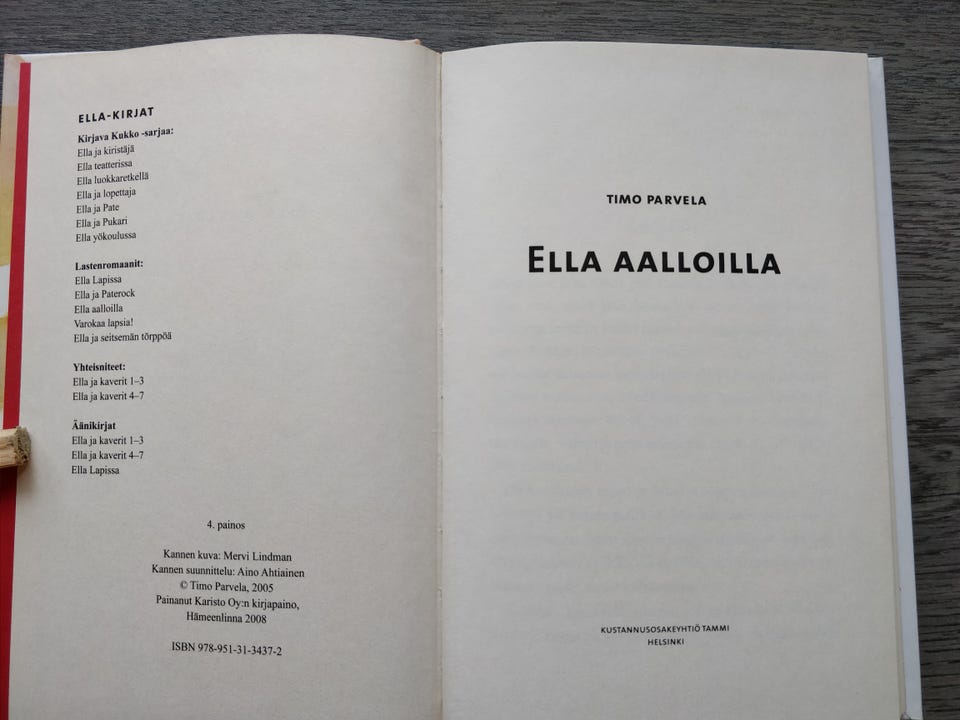 ELLA-KIRJAT
Kirjava Kukko -sarjaa:
Ella ja kiristäjä
Ella teatterissa
Ella luokkaretkellä
Ella ja lopettaja
Ella ja Pate
Ella ja Pukari
Ella yökoulussa
Lastenromaanit:
Ella Lapissa
Ella ja Paterock
Ella aalloilla
Varokaa lapsia!
Ella ja seitsemän törppöä
Yhteisniteet:
Ella ja kaverit 1–3
Ella ja kaverit 4–7
Äänikirjat
Ella ja kaverit 1–3
Ella ja kaverit 4–7
Ella Lapissa
4. painos
Kannen kuva: Mervi Lindman
Kannen suunnittelu: Aino Ahtiainen
© Timo Parvela, 2005
Painanut Karisto Oy:n kirjapaino,
Hämeenlinna 2008
ISBN 978-951-31-3437-2
TIMO PARVELA
ELLA AALLOILLA
KUSTANNUSOSAKEYHTIÖ TAMMI
HELSINKI